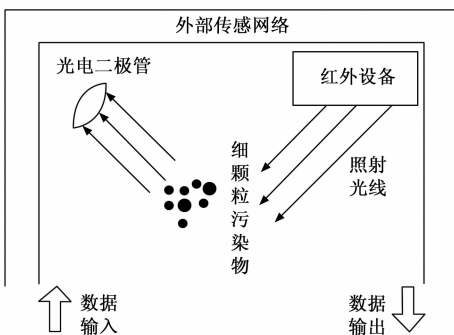 外部传感网络
光电二极管
红外设备
细颗粒污染物
照射
光线
数据
输入
数据
输出